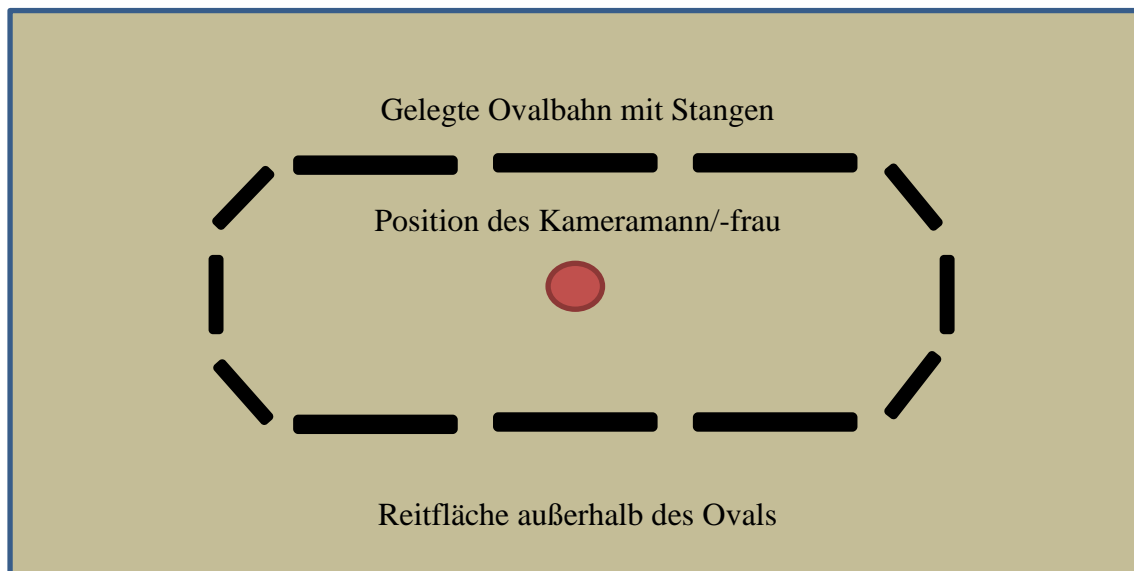 Gelegte Ovalbahn mit Stangen
Position des Kameramann/-frau
Reitfläche außerhalb des Ovals